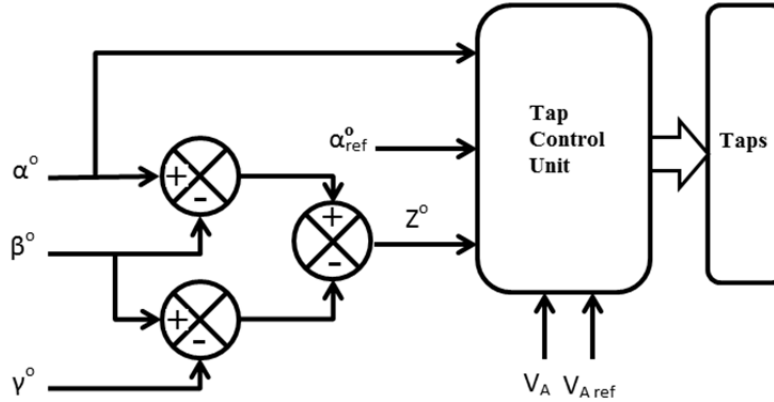 Tap
Control
Unit
Taps
α°
α°ref
+
-
β°
+
-
Z°
+
-
γ°
VA
VA ref